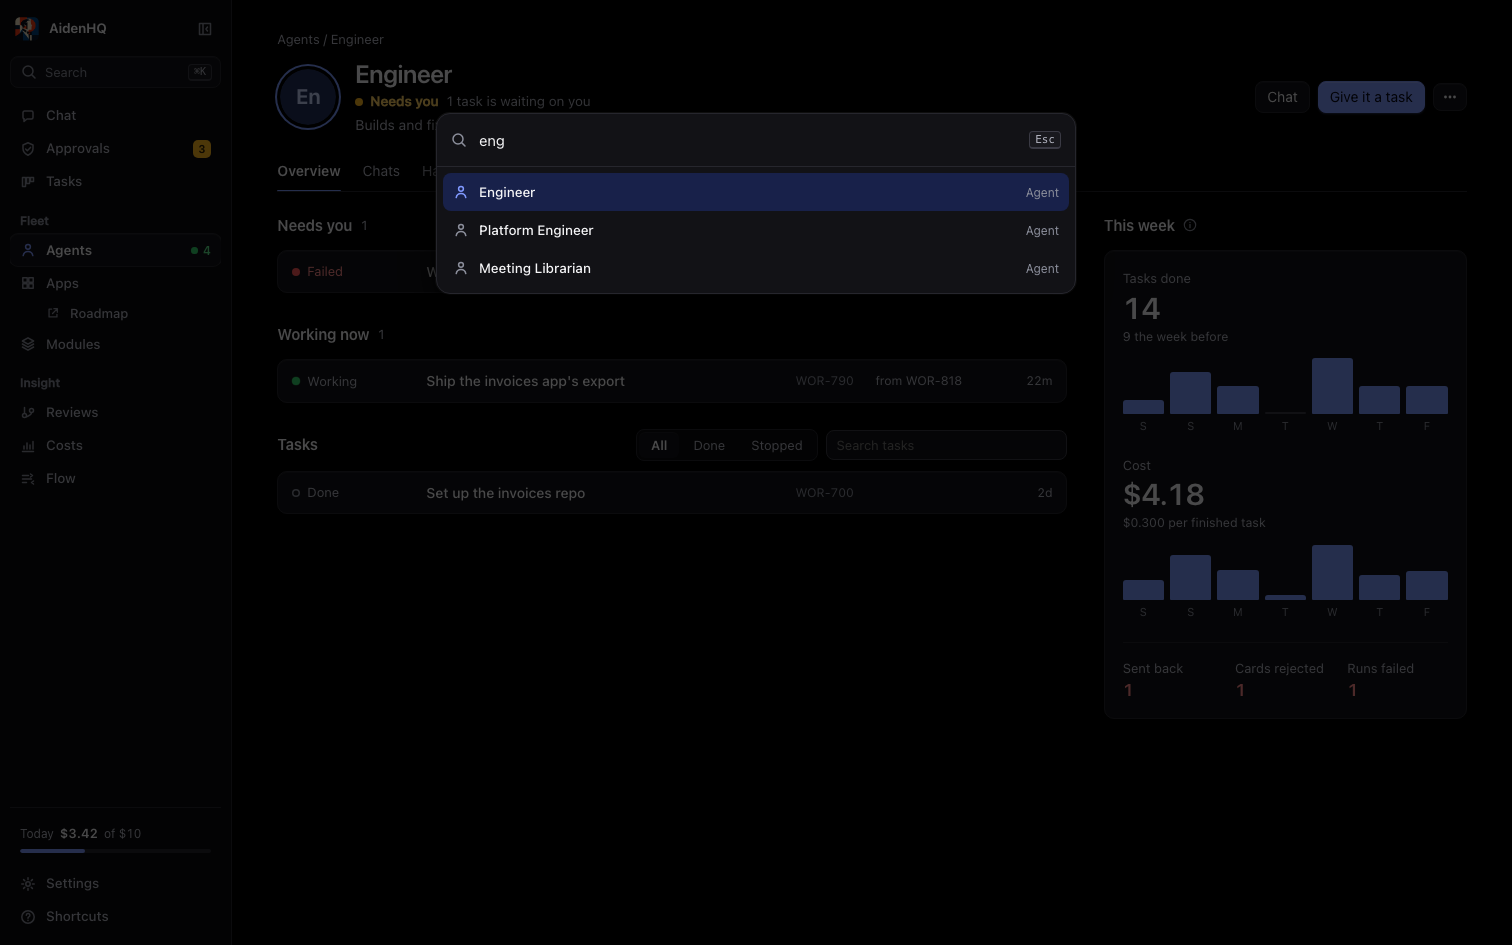 AidenHQ
Search ⌘K
Chat
Approvals 3
Tasks
Fleet
Agents 4
Apps
Roadmap
Modules
Insight
Reviews
Costs
Flow
Today $3.42 of $10
Settings
Shortcuts
Agents / Engineer
En
Engineer
Needs you 1 task is waiting on you
Builds and fi
Chat
Give it a task
eng Esc
Engineer Agent
Platform Engineer Agent
Meeting Librarian Agent
Overview Chats Ha
Needs you 1
Failed W
Working now 1
Working Ship the invoices app's export WOR-790 from WOR-818 22m
Tasks All Done Stopped Search tasks
Done Set up the invoices repo WOR-700 2d
This week
Tasks done
14
9 the week before
S S M T W T F
Cost
$4.18
$0.300 per finished task
S S M T W T F
Sent back Cards rejected Runs failed
1 1 1